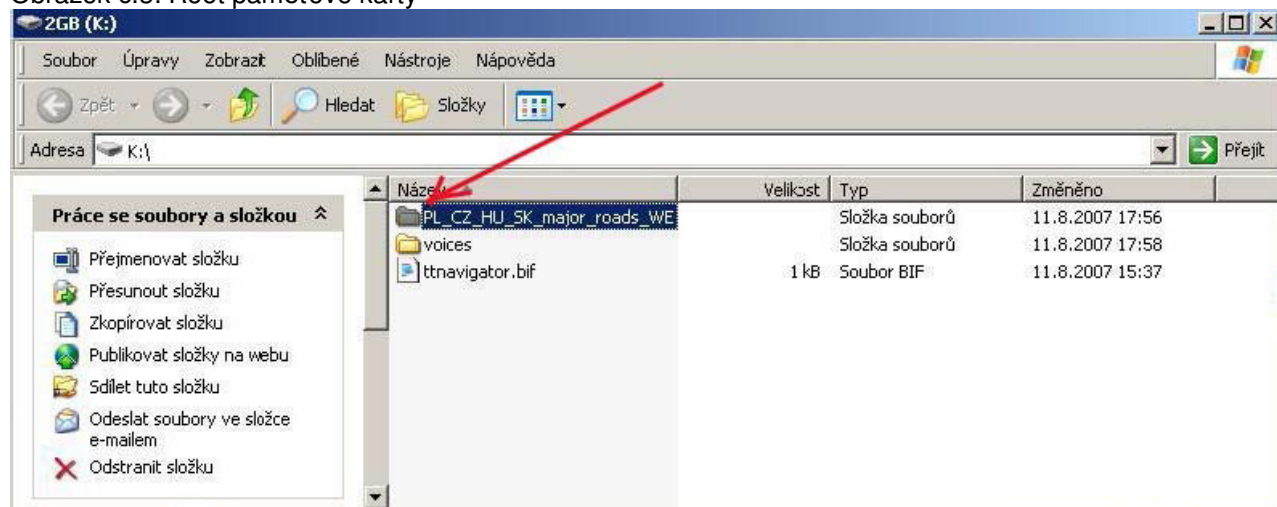 Obrázek 6.3: Root paměťové karty
2GB (K:)
Soubor Úpravy Zobrazit Oblíbené Nástroje Nápověda
Zpět Hledat Složky
Adresa K:\ Přejít
Název Velikost Typ Změněno
Práce se soubory a složkou
Přejmenovat složku
Přesunout složku
Zkopírovat složku
Publikovat složky na webu
Sdílet tuto složku
Odeslat soubory ve složce
e-mailem
Odstranit složku
PL_CZ_HU_SK_major_roads_WE Složka souborů 11.8.2007 17:56
voices Složka souborů 11.8.2007 17:58
ttnavigator.bif 1 kB Soubor BIF 11.8.2007 15:37